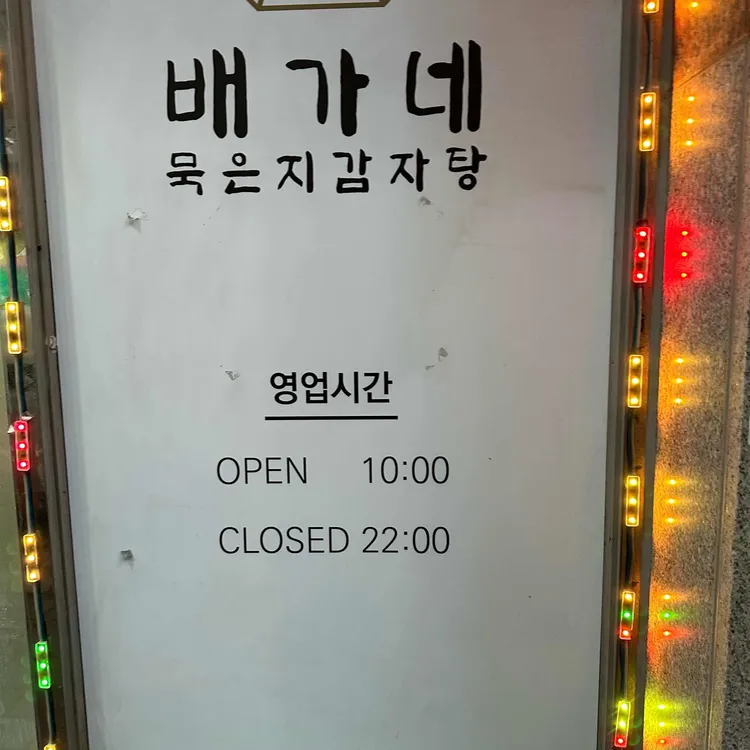 배가네
묵은지감자탕
영업시간
OPEN 10:00
CLOSED 22:00